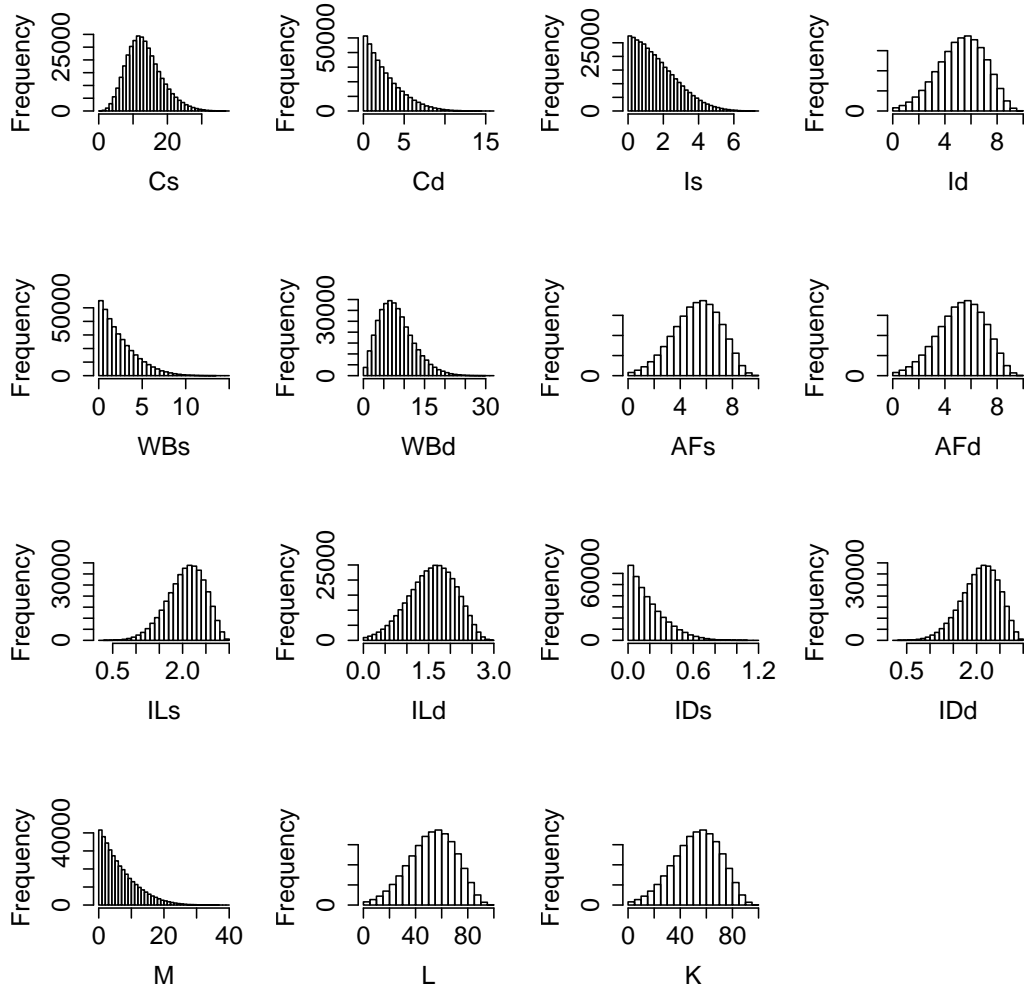 Frequency
0 25000
0 20
Cs
Frequency
0 50000
0 5 15
Cd
Frequency
0 25000
0 2 4 6
Is
Frequency
0
0 4 8
Id
Frequency
0 50000
0 5 10
WBs
Frequency
0 30000
0 15 30
WBd
Frequency
0
0 4 8
AFs
Frequency
0
0 4 8
AFd
Frequency
0 30000
0.5 2.0
ILs
Frequency
0 25000
0.0 1.5 3.0
ILd
Frequency
0 60000
0.0 0.6 1.2
IDs
Frequency
0 30000
0.5 2.0
IDd
Frequency
0 40000
0 20 40
M
Frequency
0
0 40 80
L
Frequency
0
0 40 80
K